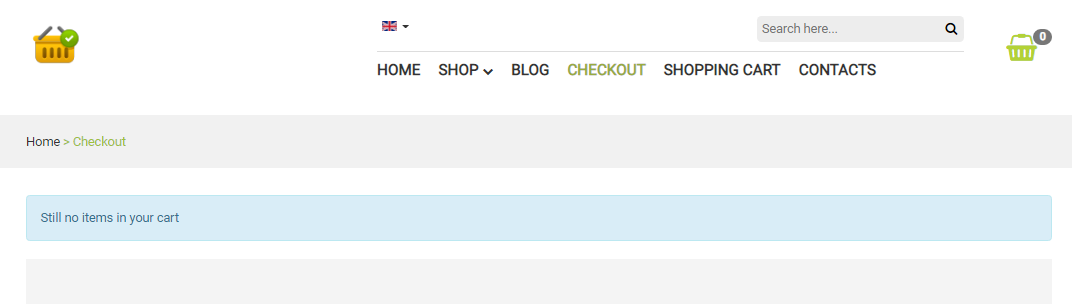 Search here...
0
HOME SHOP BLOG CHECKOUT SHOPPING CART CONTACTS
Home > Checkout
Still no items in your cart